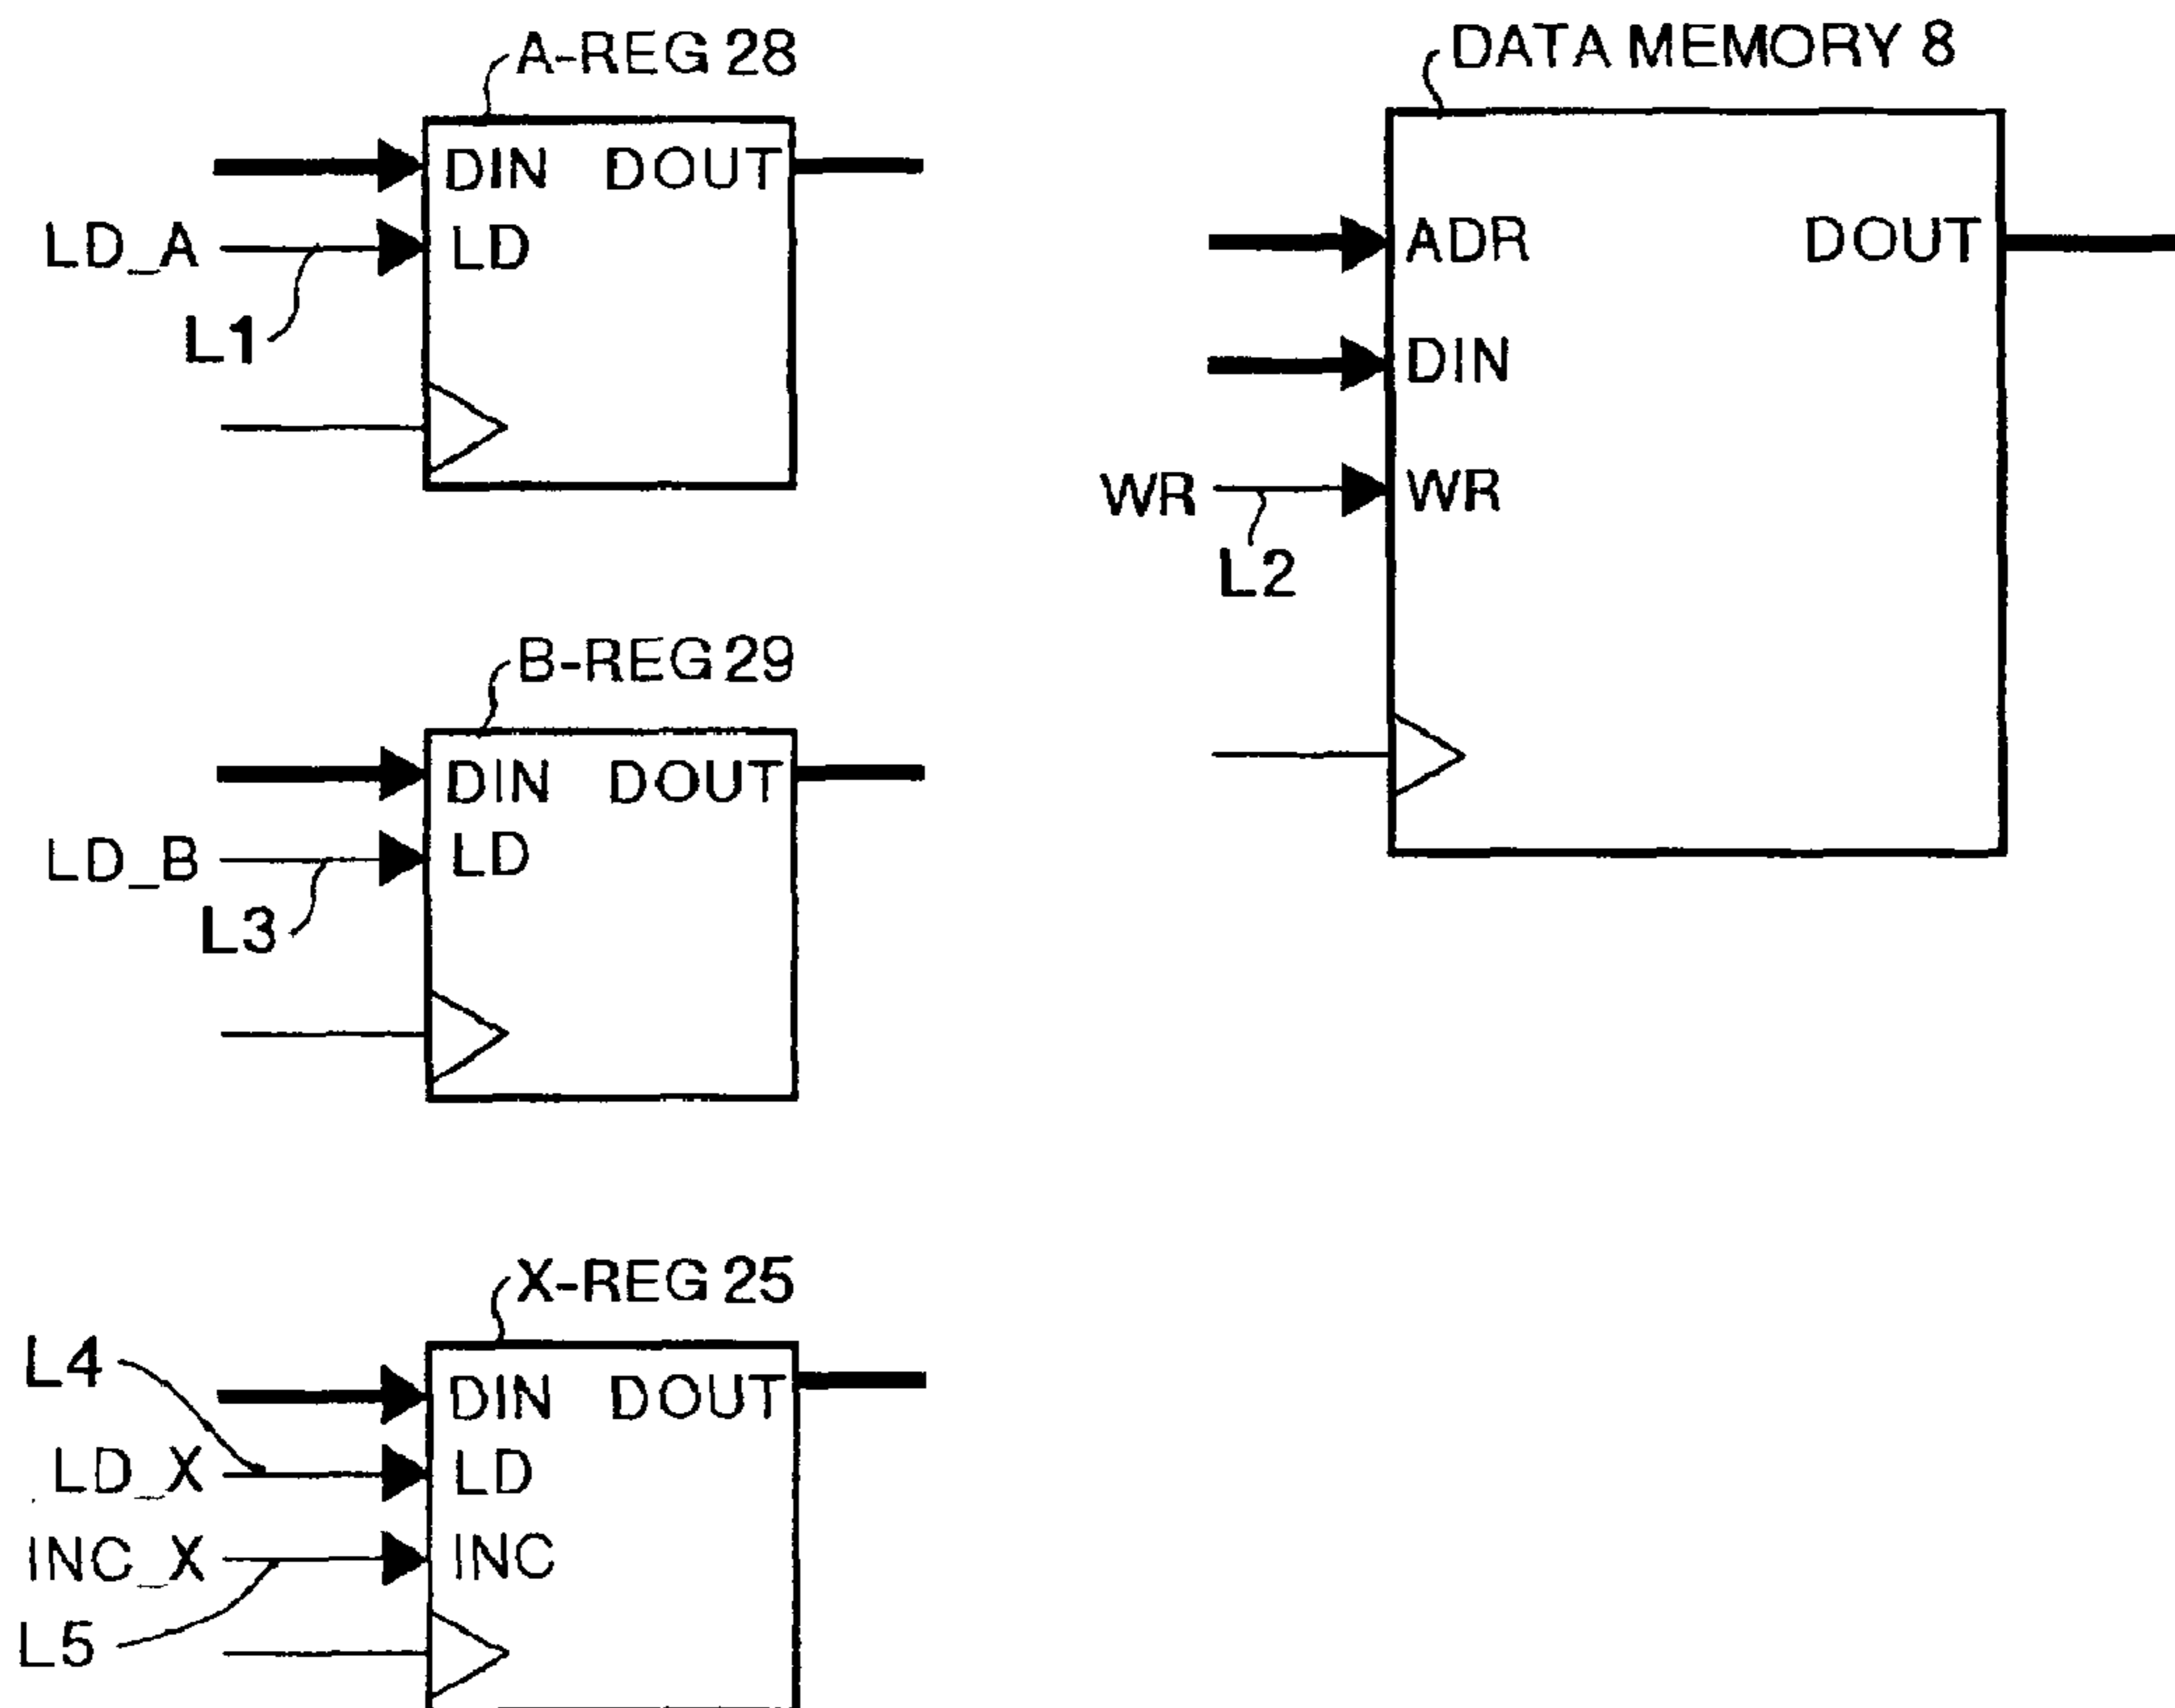 A-REG 28
DIN DOUT
LD_A
LD
L1
B-REG 29
DIN DOUT
LD_B
LD
L3
X-REG 25
L4
DIN DOUT
LD_X
LD
INC_X
INC
L5
DATA MEMORY 8
ADR DOUT
DIN
WR
WR
L2